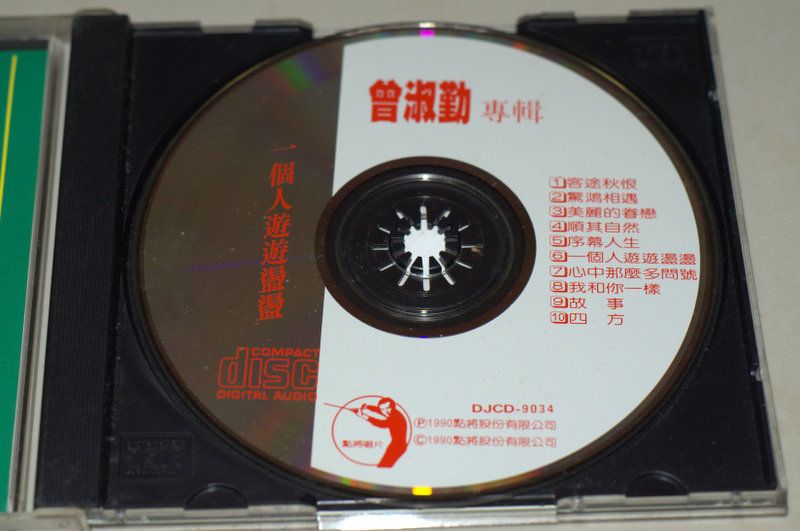 曾淑勤 專輯
一個人遊遊盪盪
1 客途秋恨
2 驚鴻相遇
3 美麗的眷戀
4 順其自然
5 序幕人生
6 一個人遊遊盪盪
7 心中那麼多問號
8 我和你一樣
9 故 事
10 四 方
COMPACT
disc
DIGITAL AUDIO
點將唱片
DJCD-9034
Ⓟ1990點將股份有限公司
Ⓒ1990點將股份有限公司